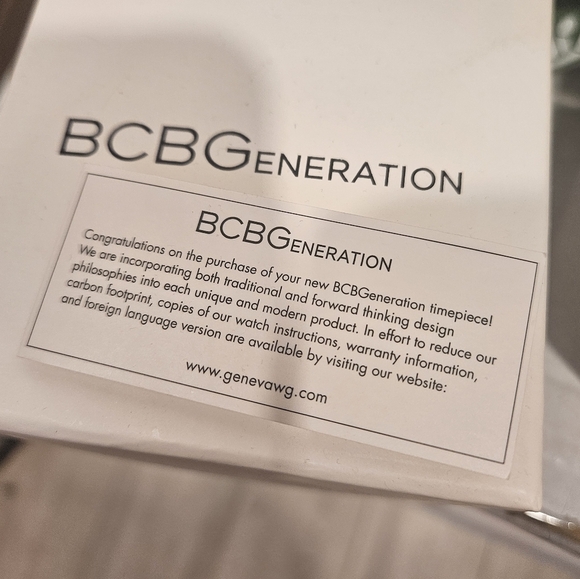 BCBGENERATION
BCBGENERATION
Congratulations on the purchase of your new BCBGeneration timepiece!
We are incorporating both traditional and forward thinking design
philosophies into each unique and modern product. In effort to reduce our
carbon footprint, copies of our watch instructions, warranty information,
and foreign language version are available by visiting our website:
www.genevawg.com